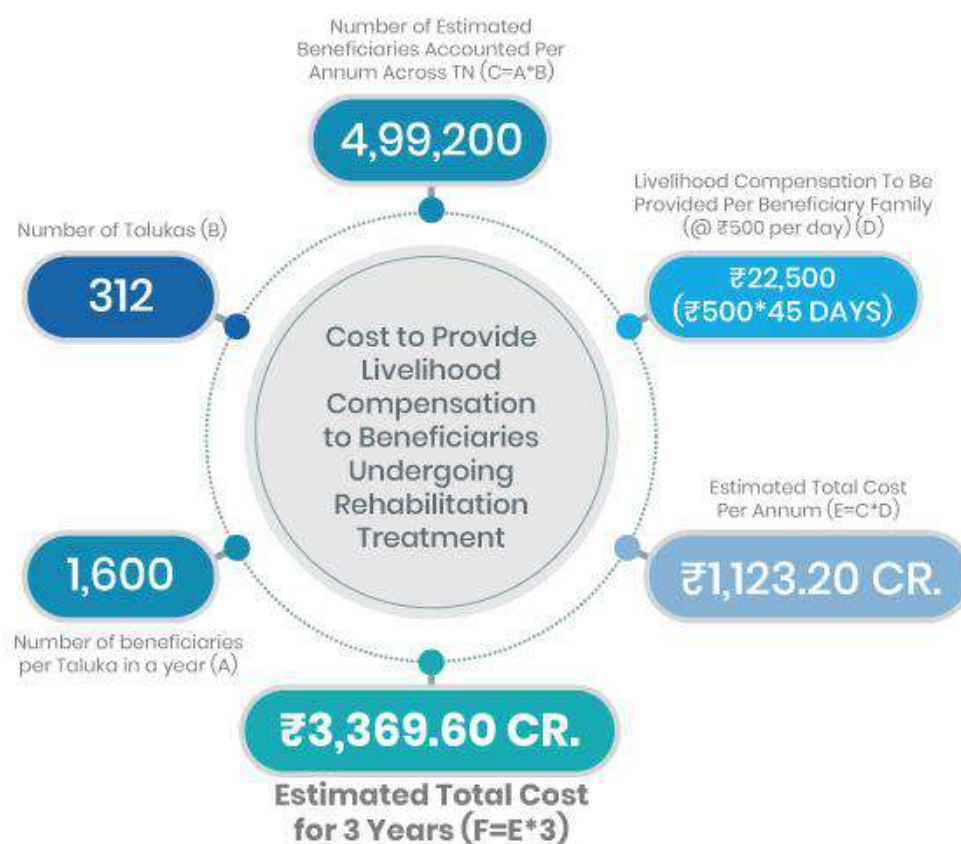 Number of Estimated
Beneficiaries Accounted Per
Annum Across TN (C=A*B)
4,99,200
Livelihood Compensation To Be
Provided Per Beneficiary Family
(@ ₹500 per day) (D)
₹22,500
(₹500*45 DAYS)
Number of Talukas (B)
312
Cost to Provide
Livelihood
Compensation
to Beneficiaries
Undergoing
Rehabilitation
Treatment
Estimated Total Cost
Per Annum (E=C*D)
₹1,123.20 CR.
1,600
Number of beneficiaries
per Taluka in a year (A)
₹3,369.60 CR.
Estimated Total Cost
for 3 Years (F=E*3)